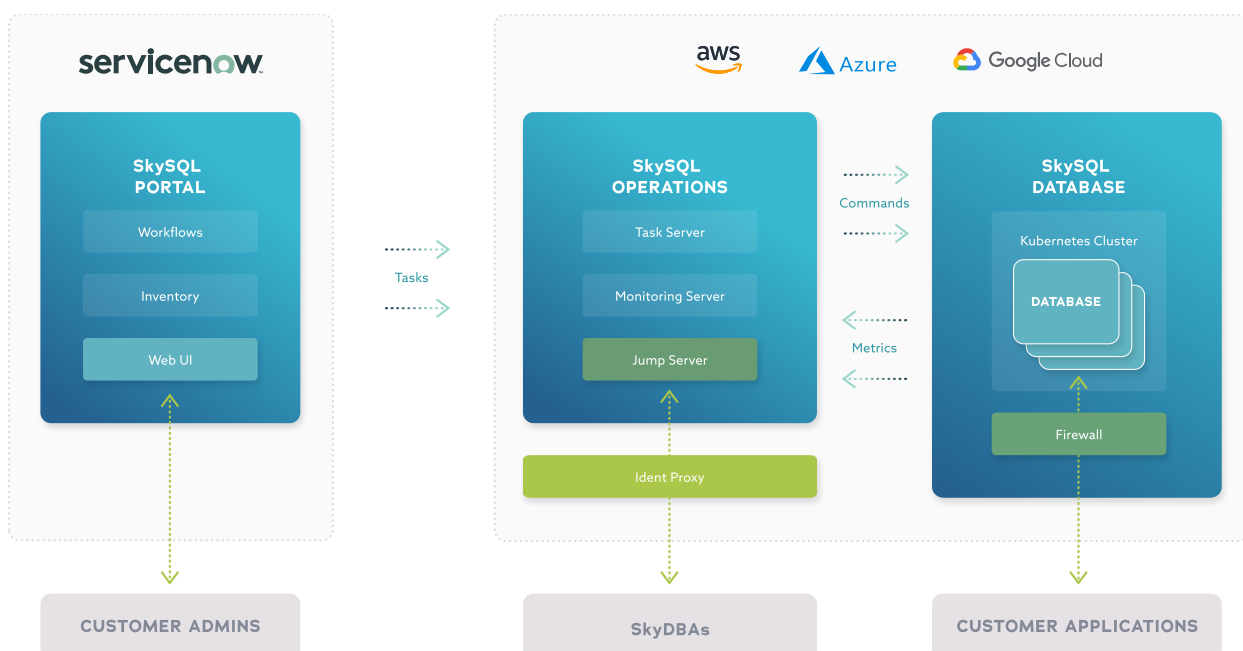 servicenow™
aws
Azure
Google Cloud
SkySQL
PORTAL
Workflows
Inventory
Web UI
Tasks
SkySQL
OPERATIONS
Task Server
Monitoring Server
Jump Server
Ident Proxy
Commands
Metrics
SkySQL
DATABASE
Kubernetes Cluster
DATABASE
Firewall
CUSTOMER ADMINS
SkyDBAs
CUSTOMER APPLICATIONS